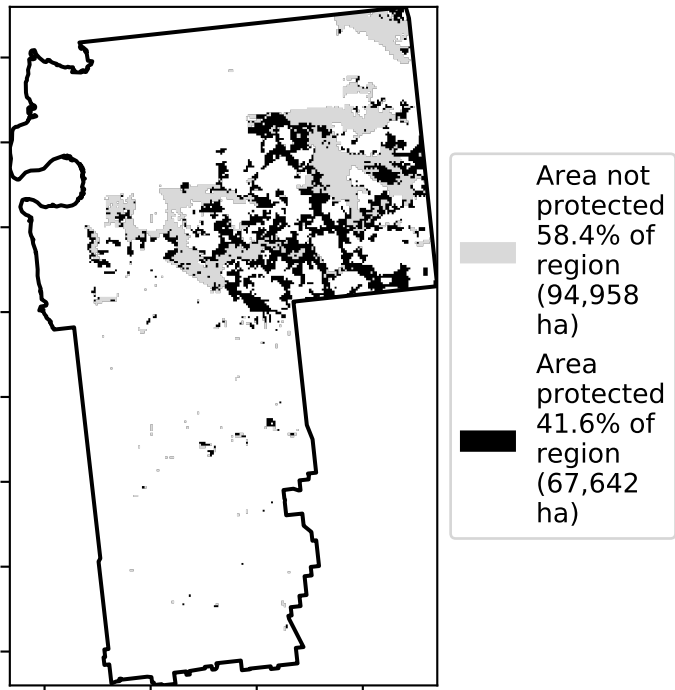 Area not
protected
58.4% of
region
(94,958
ha)
Area
protected
41.6% of
region
(67,642
ha)